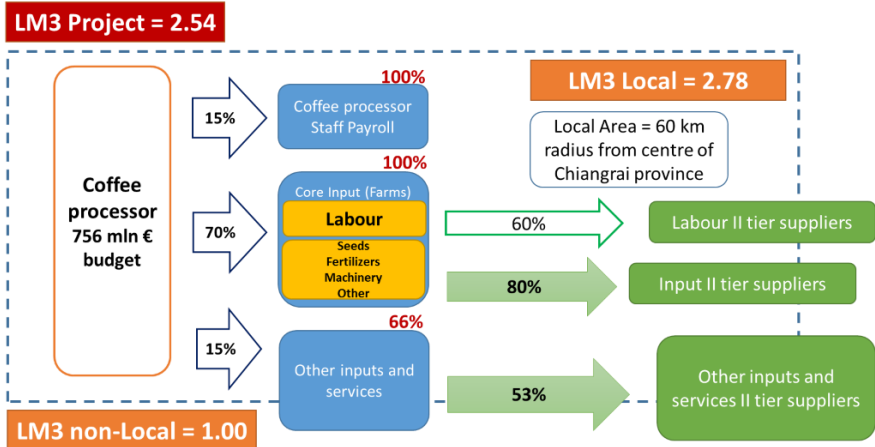 LM3 Project = 2.54
100%
LM3 Local = 2.78
15%
Coffee processor
Staff Payroll
Local Area = 60 km
radius from centre of
Chiangrai province
100%
Coffee
processor
756 mln €
budget
70%
Core Input (Farms)
Labour
Seeds
Fertilizers
Machinery
Other
60%
Labour II tier suppliers
80%
Input II tier suppliers
66%
15%
Other inputs and
services
53%
Other inputs and
services II tier suppliers
LM3 non-Local = 1.00